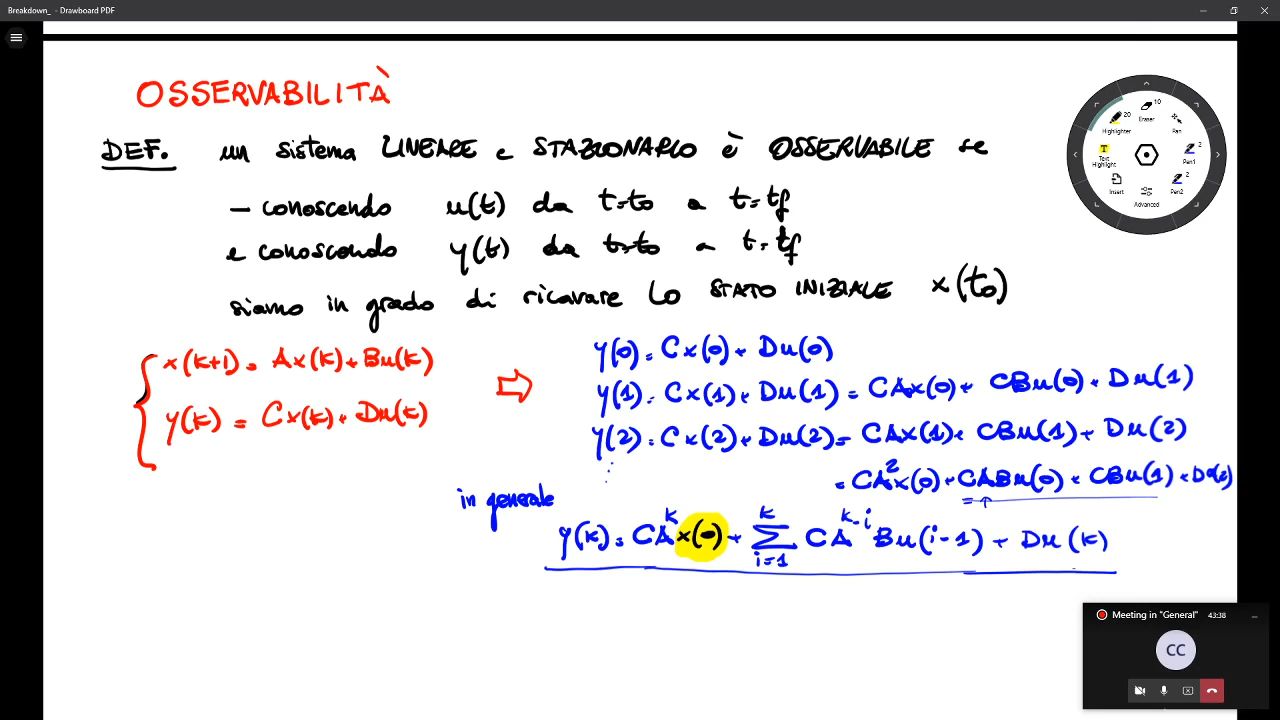 Breakdown_ - Drawboard PDF
OSSERVABILITÀ
DEF. un sistema LINEARE e STAZIONARIO è OSSERVABILE se
– conoscendo u(t) da t=to a t=tf
e conoscendo y(t) da t=to a t=tf
siamo in grado di ricavare lo STATO INIZIALE x(to)
x(k+1) = Ax(k) + Bu(k)
y(k) = Cx(k) + Du(k)
⇒
y(0) = Cx(0) + Du(0)
y(1) = Cx(1) + Du(1) = CAx(0) + CBu(0) + Du(1)
y(2) = Cx(2) + Du(2) = CAx(1) + CBu(1) + Du(2)
⋮
= CA²x(0) + CABu(0) + CBu(1) + Du(2)
in generale
y(k) = CA^k x(0) + Σ_{i=1}^{k} CA^{k-i} Bu(i-1) + Du(k)
20
Highlighter
10
Eraser
Pan
2
Pen1
2
Pen2
Advanced
Insert
T
Text Highlight
Meeting in "General" 43:38
CC